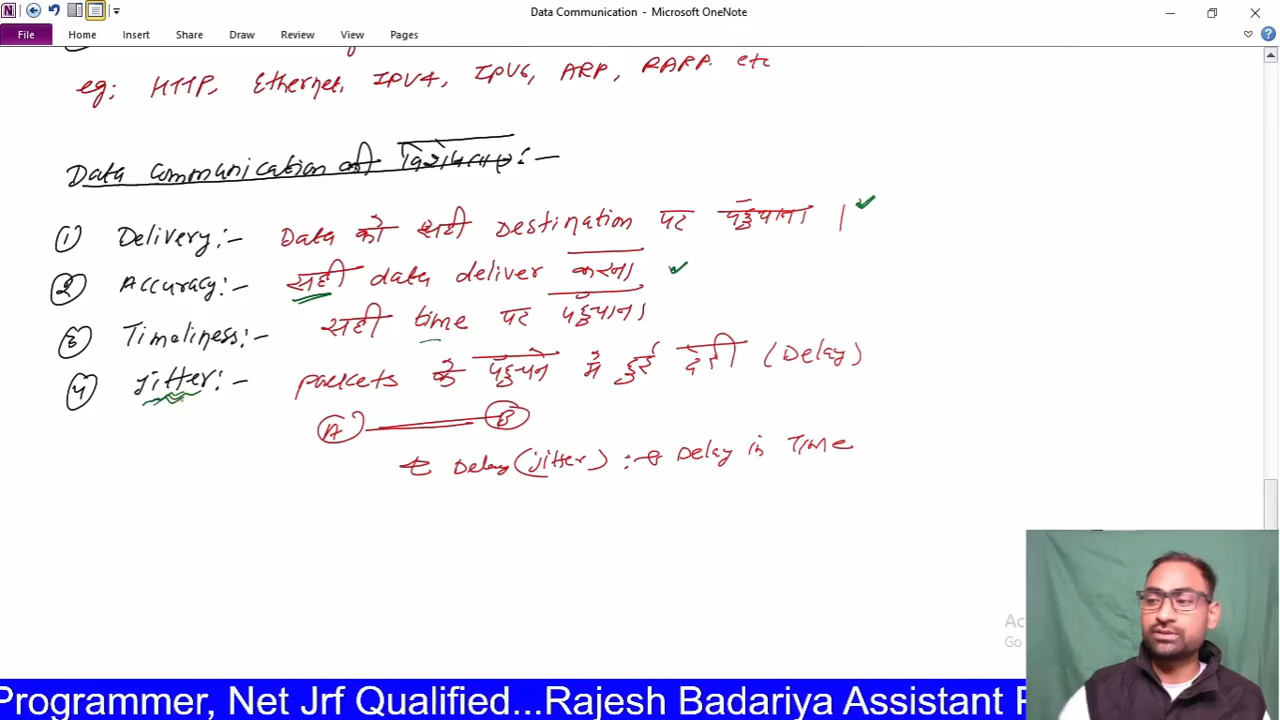 Data Communication - Microsoft OneNote
File Home Insert Draw Review View Pages
eg: HTTP, Ethernet, IPV4, IPV6, ARP, RARP. etc
Data Communication की विशेषताएं :-
① Delivery:- Data को सही Destination पर पहुंचाना । ✓
② Accuracy:- सही data deliver करना ✓
③ Timeliness:- सही time पर पहुँचाना।
④ Jitter:- packets के पहुँचने में हुई देरी (Delay)
A B
Delay (jitter) :→ Delay in Time
Ac
Go
Programmer, Net Jrf Qualified...Rajesh Badariya Assistant P